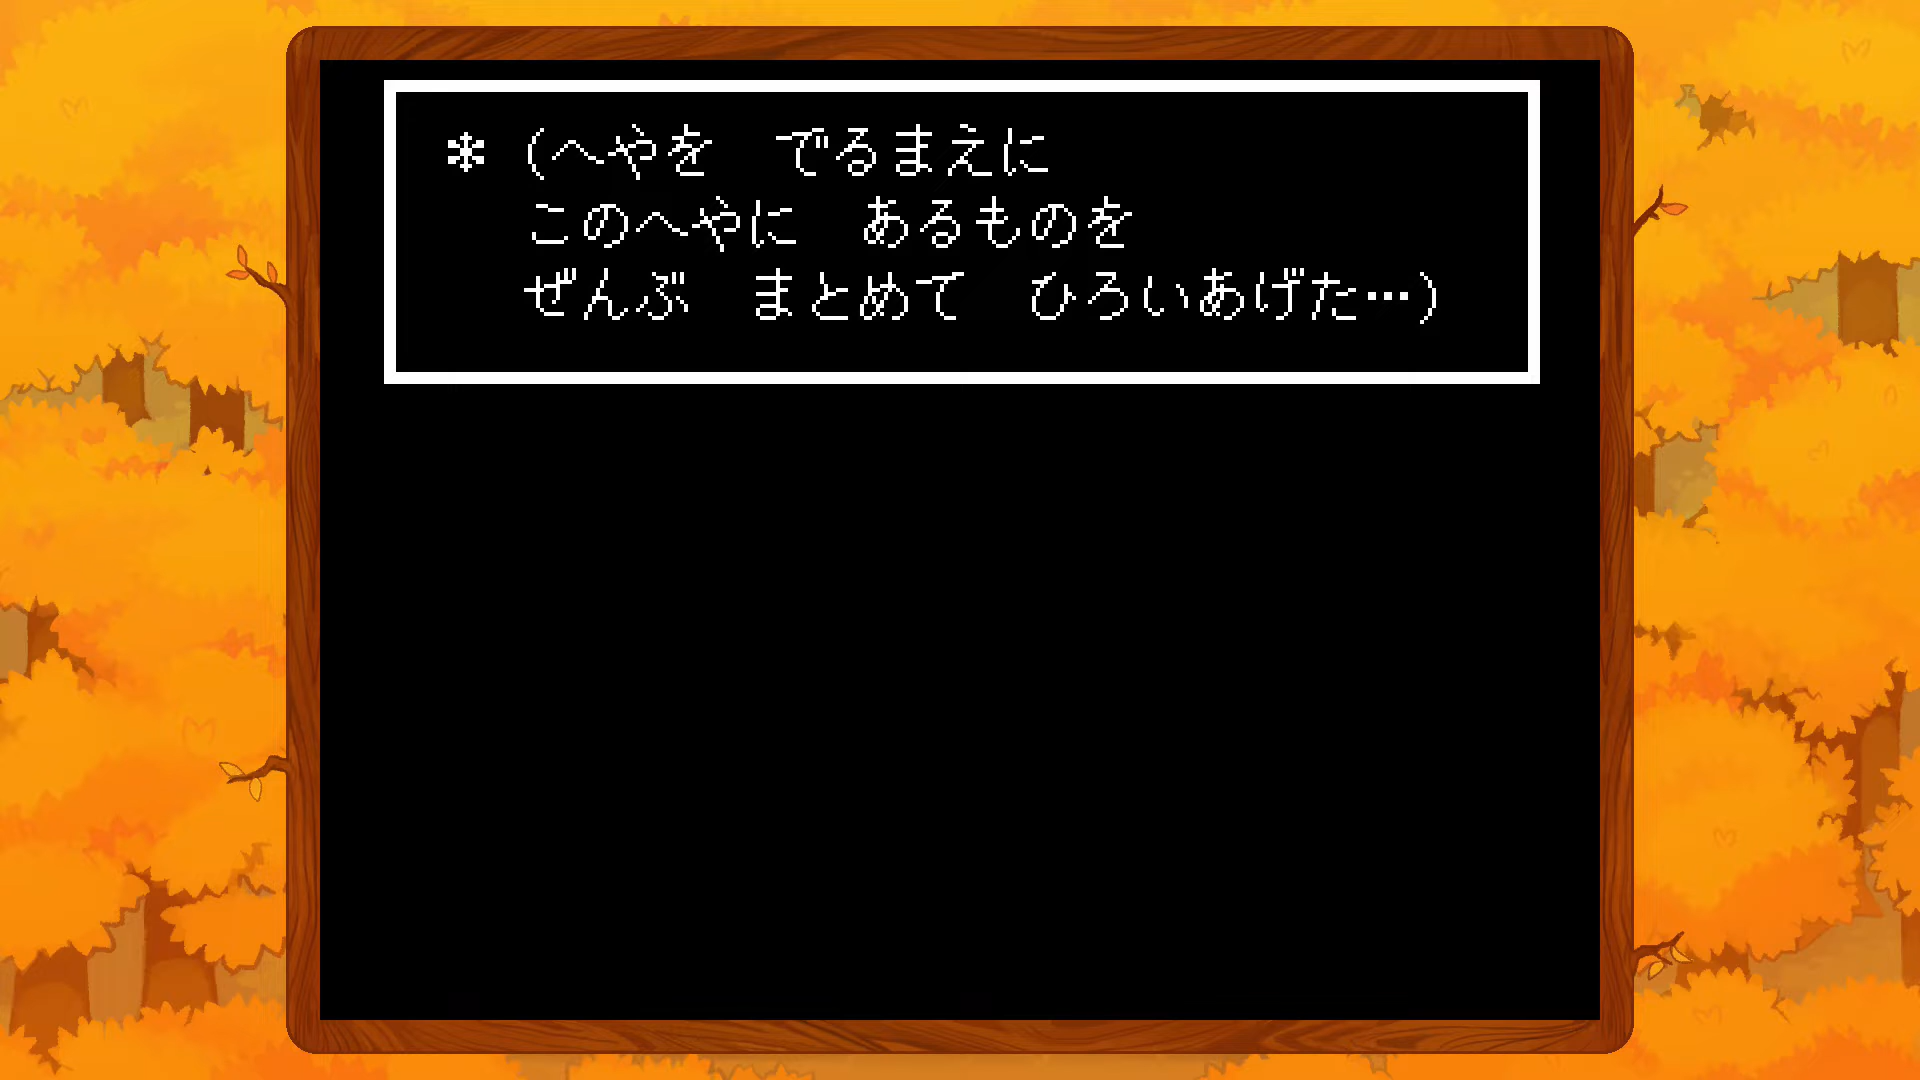 ＊（へやを　でるまえに
このへやに　あるものを
ぜんぶ　まとめて　ひろいあげた…）